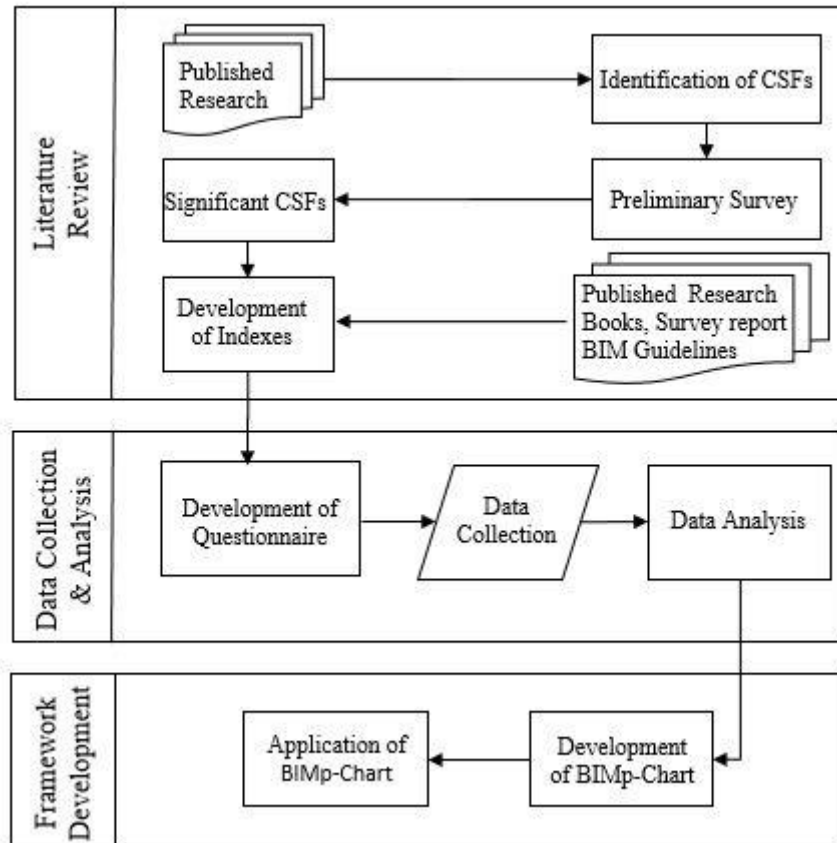 Literature
Review
Published
Research
Identification of CSFs
Significant CSFs
Preliminary Survey
Development
of Indexes
Published Research
Books, Survey report
BIM Guidelines
Data Collection
& Analysis
Development of
Questionnaire
Data
Collection
Data Analysis
Framework
Development
Application of
BIMp-Chart
Development
of BIMp-Chart